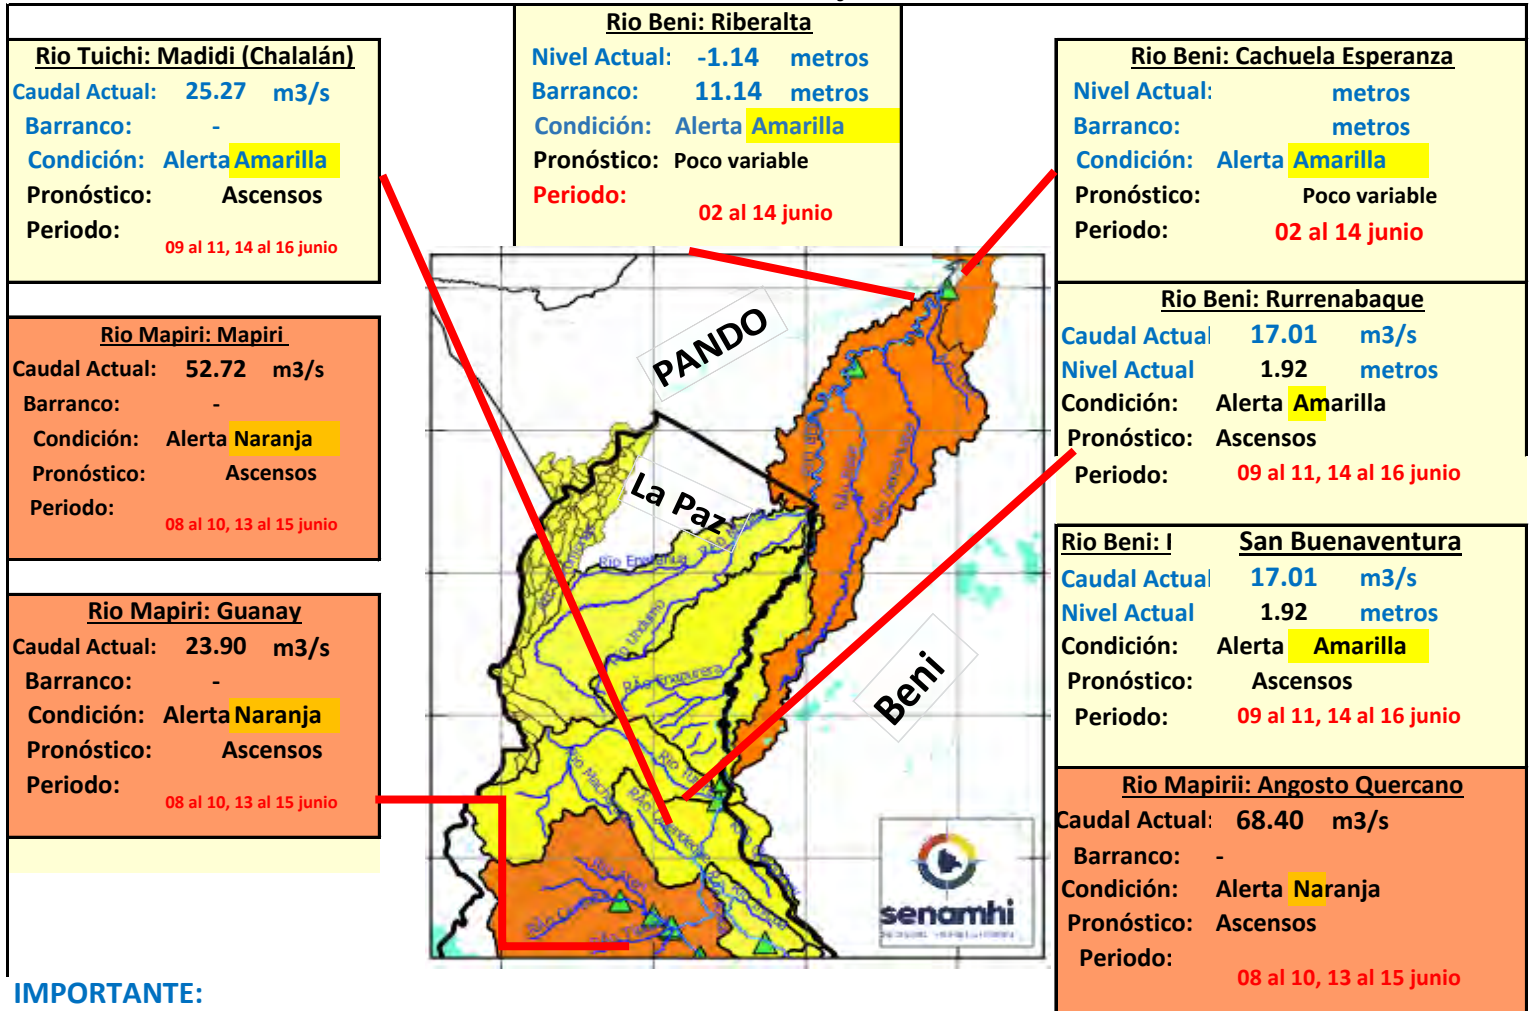 Rio Tuichi: Madidi (Chalalán)
Caudal Actual: 25.27 m3/s
Barranco: -
Condición: Alerta Amarilla
Pronóstico: Ascensos
Periodo:
09 al 11, 14 al 16 junio
Rio Mapiri: Mapiri
Caudal Actual: 52.72 m3/s
Barranco: -
Condición: Alerta Naranja
Pronóstico: Ascensos
Periodo:
08 al 10, 13 al 15 junio
Rio Mapiri: Guanay
Caudal Actual: 23.90 m3/s
Barranco: -
Condición: Alerta Naranja
Pronóstico: Ascensos
Periodo:
08 al 10, 13 al 15 junio
Rio Beni: Riberalta
Nivel Actual: -1.14 metros
Barranco: 11.14 metros
Condición: Alerta Amarilla
Pronóstico: Poco variable
Periodo:
02 al 14 junio
PANDO
La Paz
Beni
senamhi
Rio Beni: Cachuela Esperanza
Nivel Actual: metros
Barranco: metros
Condición: Alerta Amarilla
Pronóstico: Poco variable
Periodo: 02 al 14 junio
Rio Beni: Rurrenabaque
Caudal Actual 17.01 m3/s
Nivel Actual 1.92 metros
Condición: Alerta Amarilla
Pronóstico: Ascensos
Periodo: 09 al 11, 14 al 16 junio
Rio Beni: San Buenaventura
Caudal Actual 17.01 m3/s
Nivel Actual 1.92 metros
Condición: Alerta Amarilla
Pronóstico: Ascensos
Periodo: 09 al 11, 14 al 16 junio
Rio Mapirii: Angosto Quercano
Caudal Actual: 68.40 m3/s
Barranco: -
Condición: Alerta Naranja
Pronóstico: Ascensos
Periodo:
08 al 10, 13 al 15 junio
IMPORTANTE: